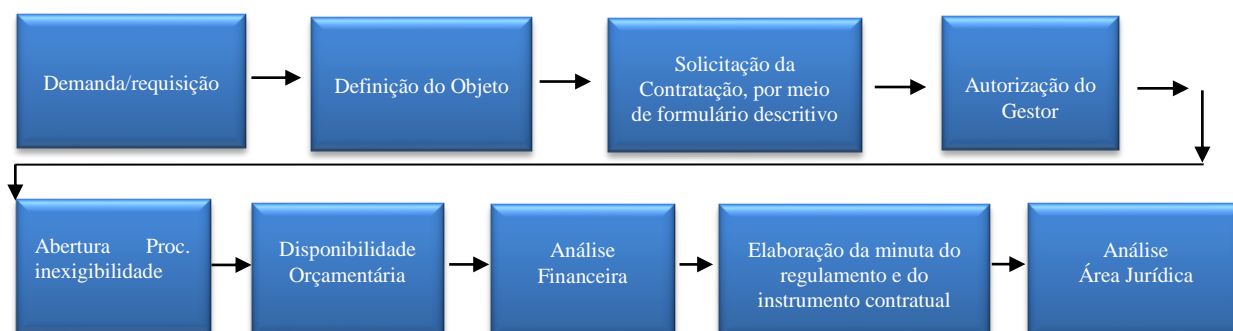 Demanda/requisição
Definição do Objeto
Solicitação da
Contratação, por meio
de formulário descritivo
Autorização do
Gestor
Abertura Proc.
inexigibilidade
Disponibilidade
Orçamentária
Análise
Financeira
Elaboração da minuta do
regulamento e do
instrumento contratual
Análise
Área Jurídica